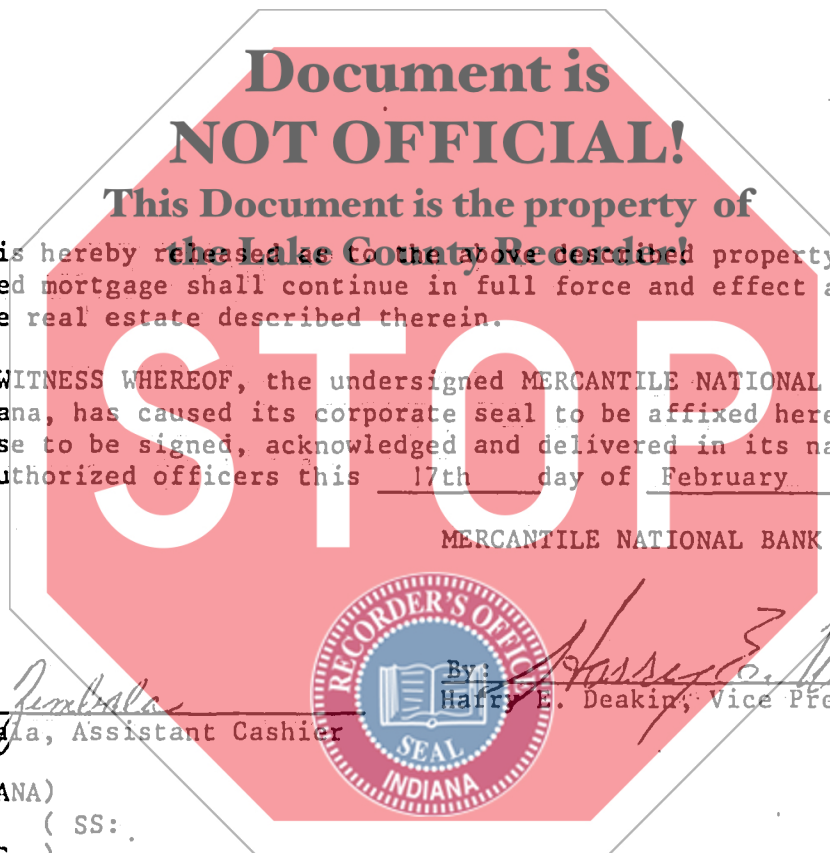 Document is
NOT OFFICIAL!
This Document is the property of
the Lake County Recorder!
is hereby released as to the above described property
ed mortgage shall continue in full force and effect a
e real estate described therein.
WITNESS WHEREOF, the undersigned MERCANTILE NATIONAL
ana, has caused its corporate seal to be affixed here
se to be signed, acknowledged and delivered in its na
uthorized officers this 17th day of February
STOP
MERCANTILE NATIONAL BANK
RECORDER'S OFFICE
SEAL
INDIANA
By:
Harry E.
Harry E. Deakin, Vice Pre
ala, Assistant Cashier
ANA)
( SS: